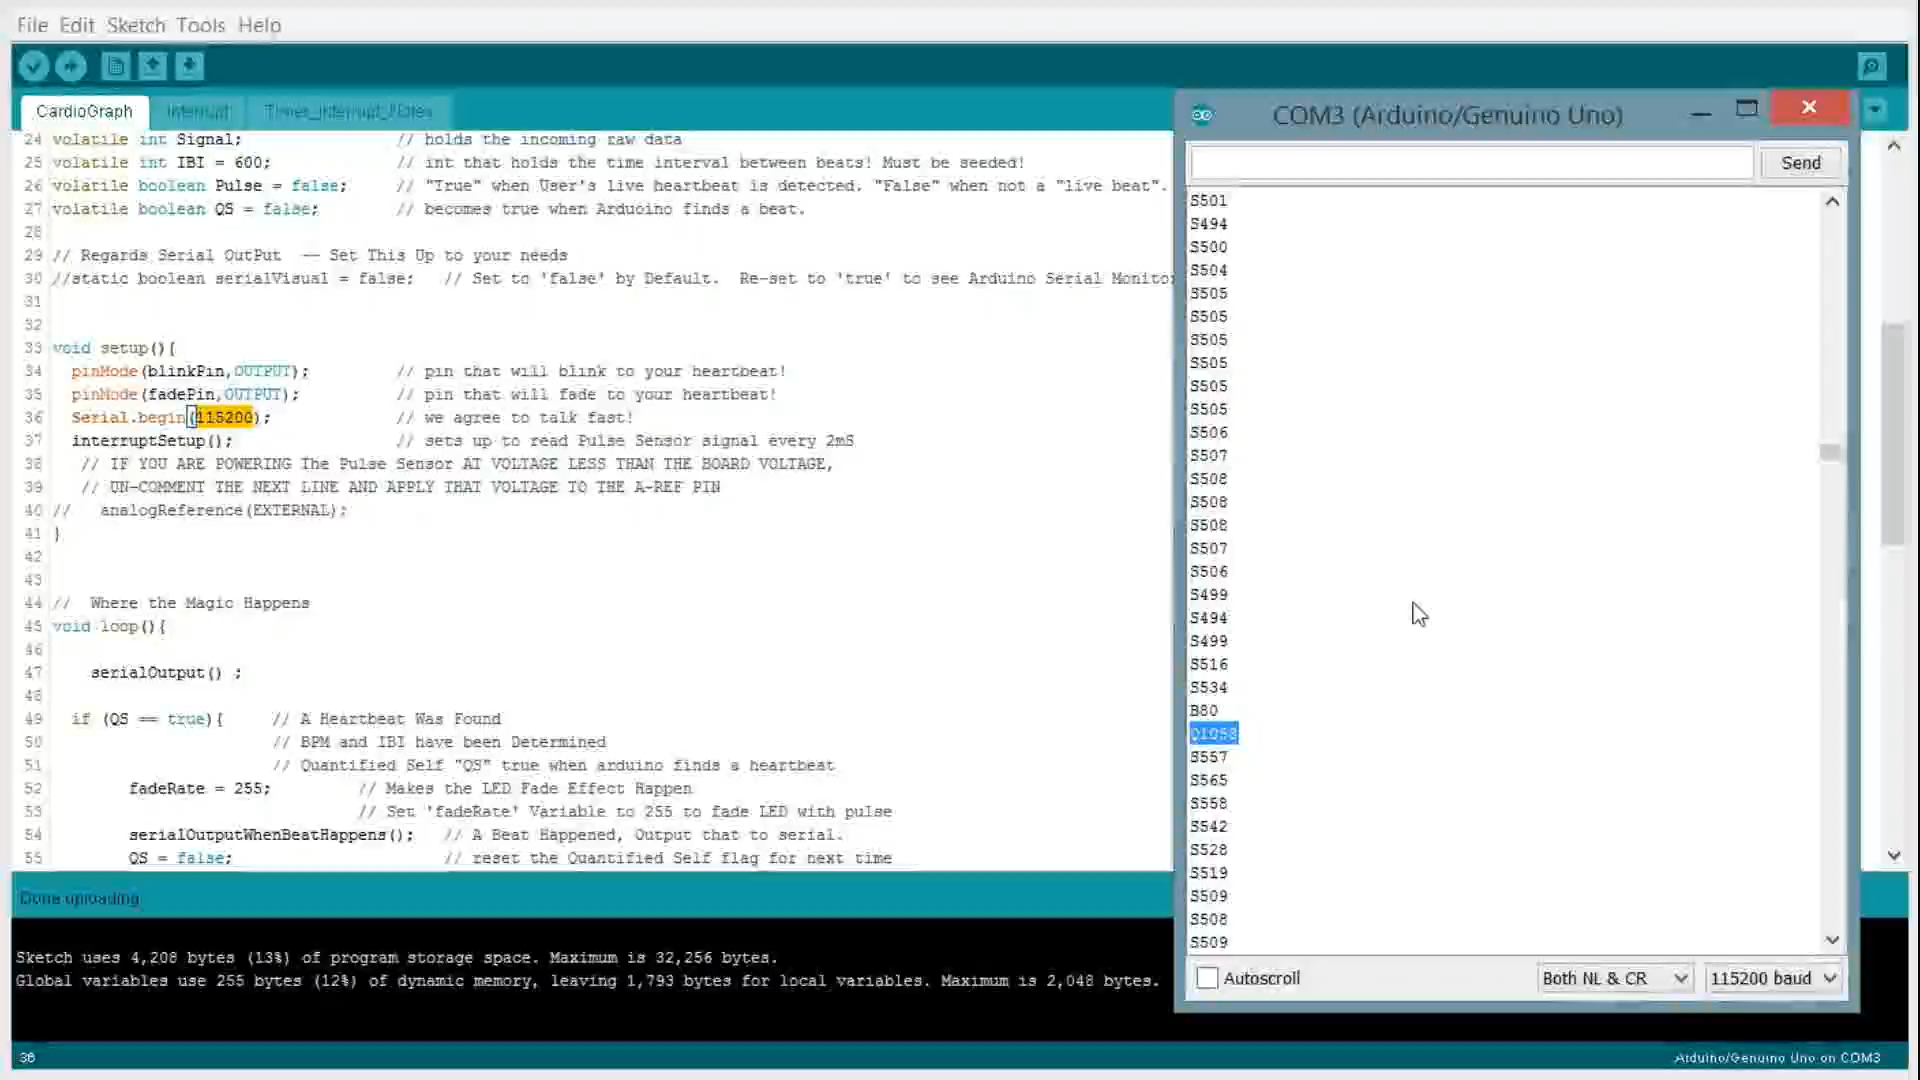 File Edit Sketch Tools Help
CardioGraph Interrupt Timer_Interrupt_Notes
24 volatile int Signal; // holds the incoming raw data
25 volatile int IBI = 600; // int that holds the time interval between beats! Must be seeded!
26 volatile boolean Pulse = false; // "True" when User's live heartbeat is detected. "False" when not a "live beat".
27 volatile boolean QS = false; // becomes true when Arduoino finds a beat.
28
29 // Regards Serial OutPut -- Set This Up to your needs
30 //static boolean serialVisual = false; // Set to 'false' by Default. Re-set to 'true' to see Arduino Serial Monito
31
32
33 void setup(){
34 pinMode(blinkPin,OUTPUT); // pin that will blink to your heartbeat!
35 pinMode(fadePin,OUTPUT); // pin that will fade to your heartbeat!
36 Serial.begin(115200); // we agree to talk fast!
37 interruptSetup(); // sets up to read Pulse Sensor signal every 2mS
38 // IF YOU ARE POWERING The Pulse Sensor AT VOLTAGE LESS THAN THE BOARD VOLTAGE,
39 // UN-COMMENT THE NEXT LINE AND APPLY THAT VOLTAGE TO THE A-REF PIN
40 // analogReference(EXTERNAL);
41 }
42
43
44 // Where the Magic Happens
45 void loop(){
46
47 serialOutput() ;
48
49 if (QS == true){ // A Heartbeat Was Found
50 // BPM and IBI have been Determined
51 // Quantified Self "QS" true when arduino finds a heartbeat
52 fadeRate = 255; // Makes the LED Fade Effect Happen
53 // Set 'fadeRate' Variable to 255 to fade LED with pulse
54 serialOutputWhenBeatHappens(); // A Beat Happened, Output that to serial.
55 QS = false; // reset the Quantified Self flag for next time
Done uploading
Sketch uses 4,208 bytes (13%) of program storage space. Maximum is 32,256 bytes.
Global variables use 255 bytes (12%) of dynamic memory, leaving 1,793 bytes for local variables. Maximum is 2,048 bytes.
36
Arduino/Genuino Uno on COM3
COM3 (Arduino/Genuino Uno)
Send
S501
S494
S500
S504
S505
S505
S505
S505
S505
S505
S506
S507
S508
S508
S508
S507
S506
S499
S494
S499
S516
S534
B80
Q1058
S557
S565
S558
S542
S528
S519
S509
S508
S509
Autoscroll
Both NL & CR
115200 baud